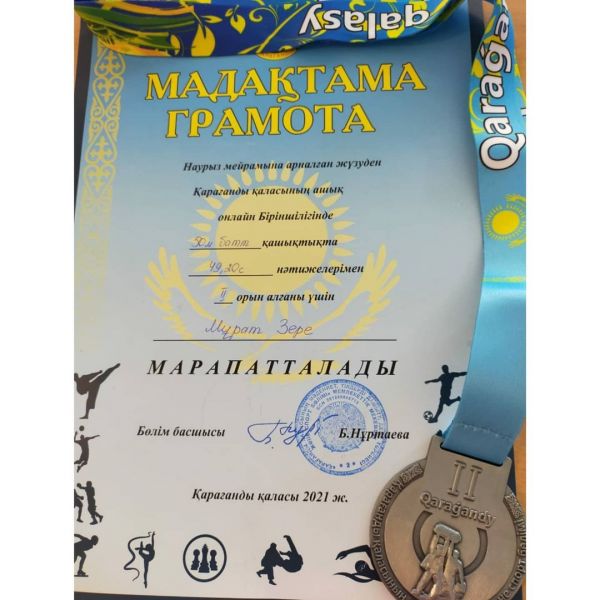 qalasy
Qarağa
МАДАҚТАМА
ГРАМОТА
Наурыз мейрамына арналған жүзуден
Қарағанды қаласының ашық
онлайн Біріншілігінде
50м батт қашықтықта
49,20с нәтижелерімен
II орын алғаны үшін
Мұрат Зере
МАРАПАТТАЛАДЫ
Бөлім басшысы Б.Нұртаева
Қарағанды қаласы 2021 ж.
II
Qarağandy